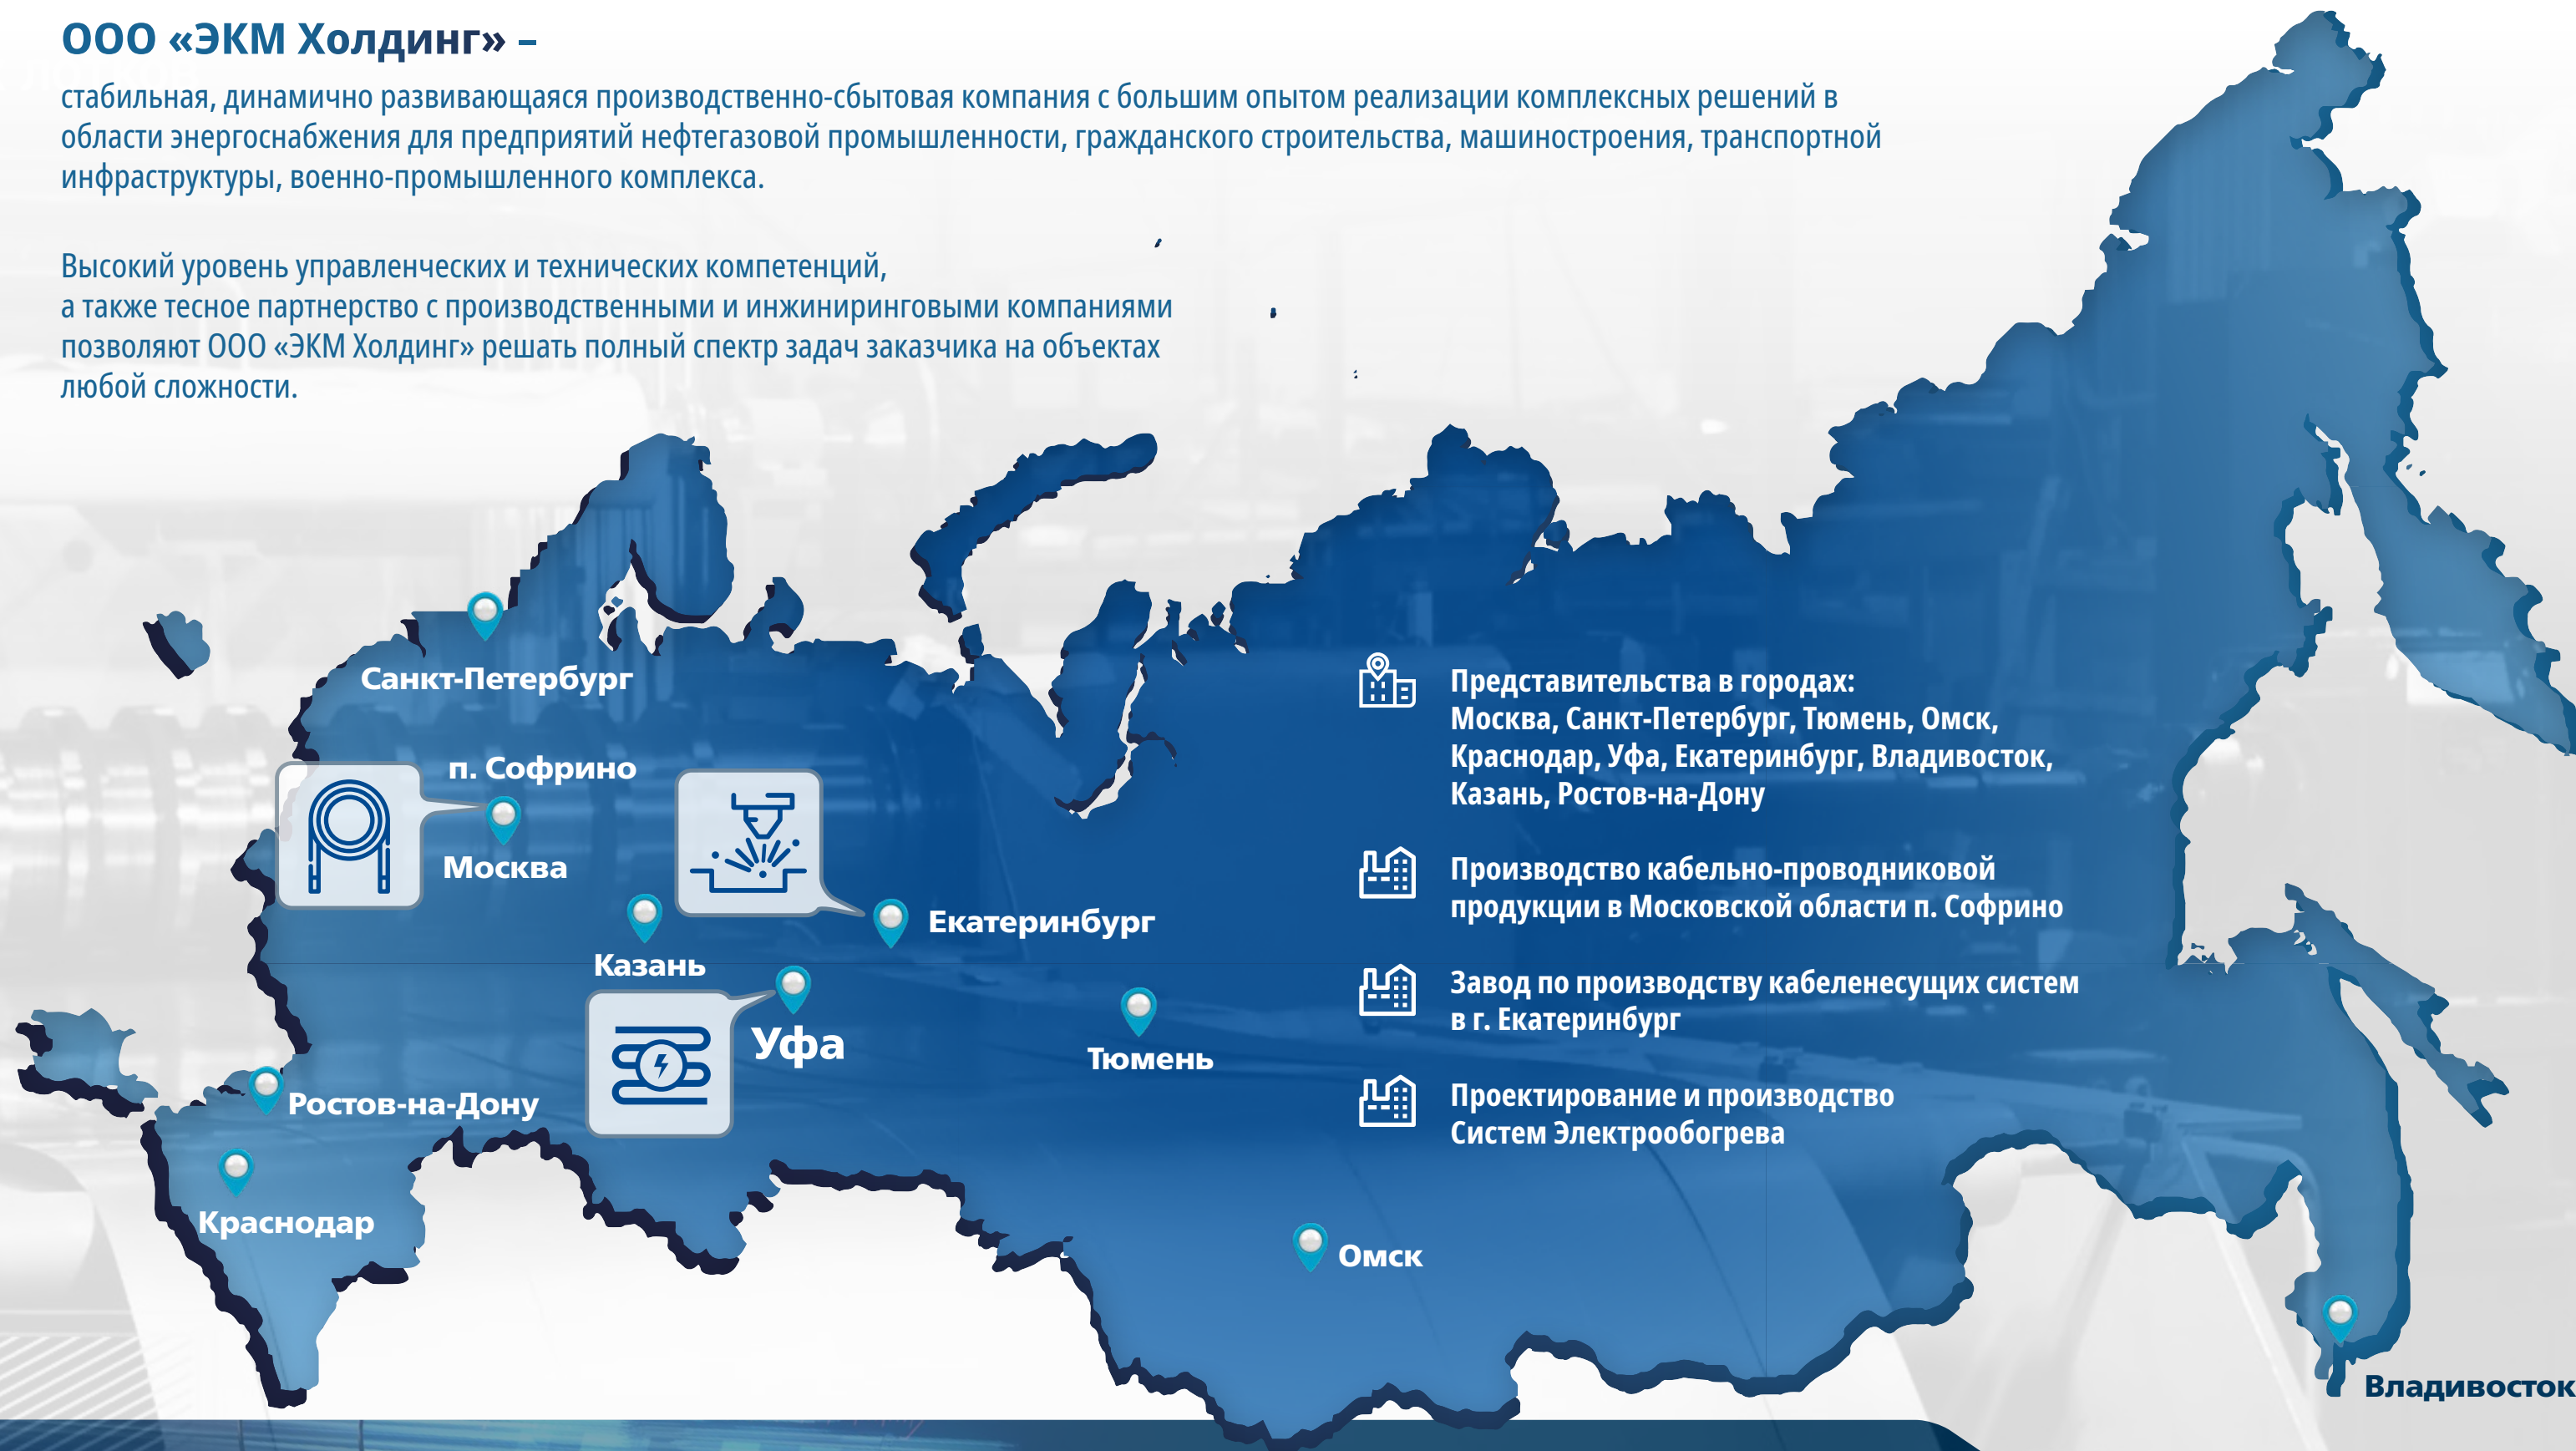 ООО «ЭКМ Холдинг» –
стабильная, динамично развивающаяся производственно-сбытовая компания с большим опытом реализации комплексных решений в
области энергоснабжения для предприятий нефтегазовой промышленности, гражданского строительства, машиностроения, транспортной
инфраструктуры, военно-промышленного комплекса.
Высокий уровень управленческих и технических компетенций,
а также тесное партнерство с производственными и инжиниринговыми компаниями
позволяют ООО «ЭКМ Холдинг» решать полный спектр задач заказчика на объектах
любой сложности.
Санкт-Петербург
п. Софрино
Москва
Казань
Екатеринбург
Уфа
Тюмень
Ростов-на-Дону
Краснодар
Омск
Владивосток
Представительства в городах:
Москва, Санкт-Петербург, Тюмень, Омск,
Краснодар, Уфа, Екатеринбург, Владивосток,
Казань, Ростов-на-Дону
Производство кабельно-проводниковой
продукции в Московской области п. Софрино
Завод по производству кабеленесущих систем
в г. Екатеринбург
Проектирование и производство
Систем Электрообогрева